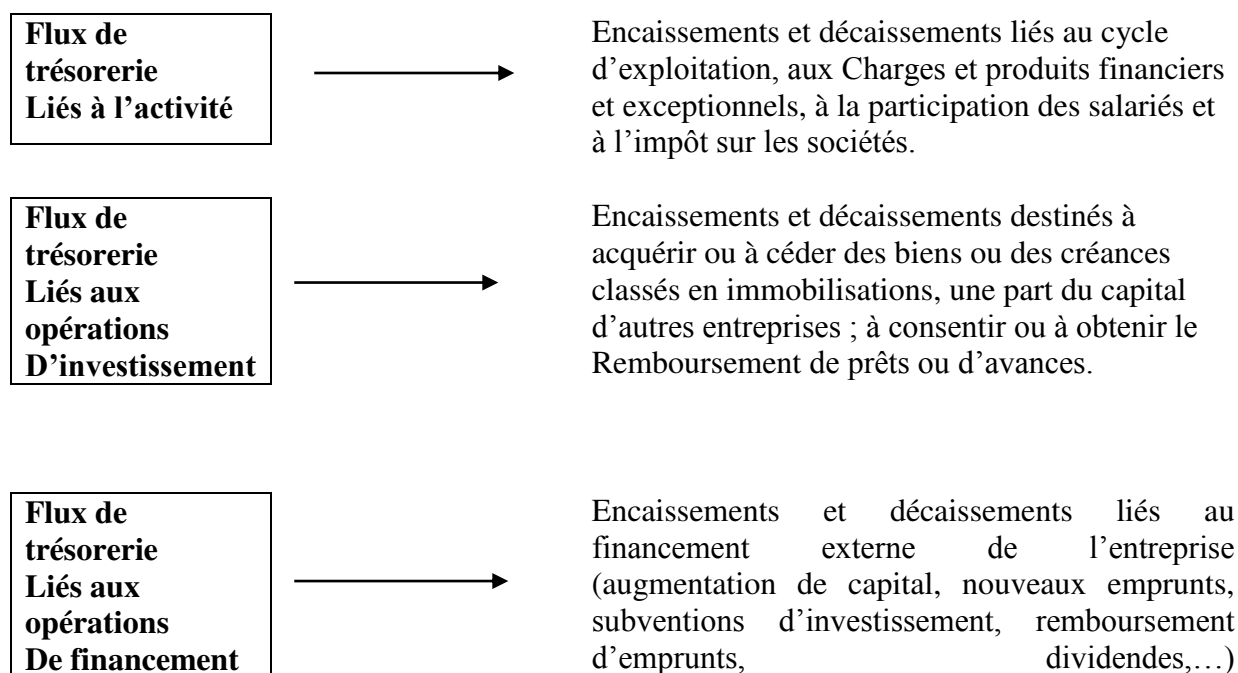 Flux de
trésorerie
Liés à l’activité
Encaissements et décaissements liés au cycle
d’exploitation, aux Charges et produits financiers
et exceptionnels, à la participation des salariés et
à l’impôt sur les sociétés.
Flux de
trésorerie
Liés aux
opérations
D’investissement
Encaissements et décaissements destinés à
acquérir ou à céder des biens ou des créances
classés en immobilisations, une part du capital
d’autres entreprises ; à consentir ou à obtenir le
Remboursement de prêts ou d’avances.
Flux de
trésorerie
Liés aux
opérations
De financement
Encaissements et décaissements liés au
financement externe de l’entreprise
(augmentation de capital, nouveaux emprunts,
subventions d’investissement, remboursement
d’emprunts, dividendes,…)